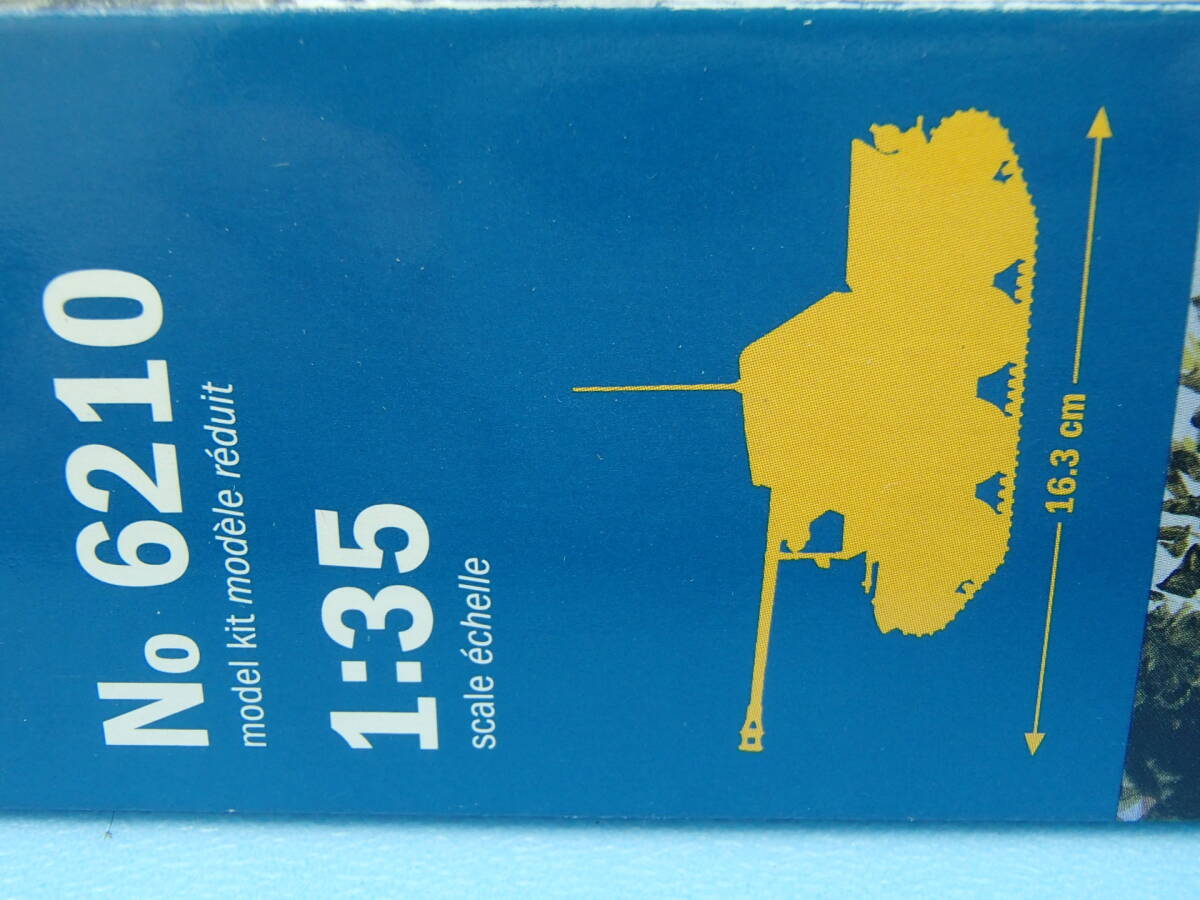 No 6210
model kit modèle réduit
1:35
scale échelle
16.3 cm